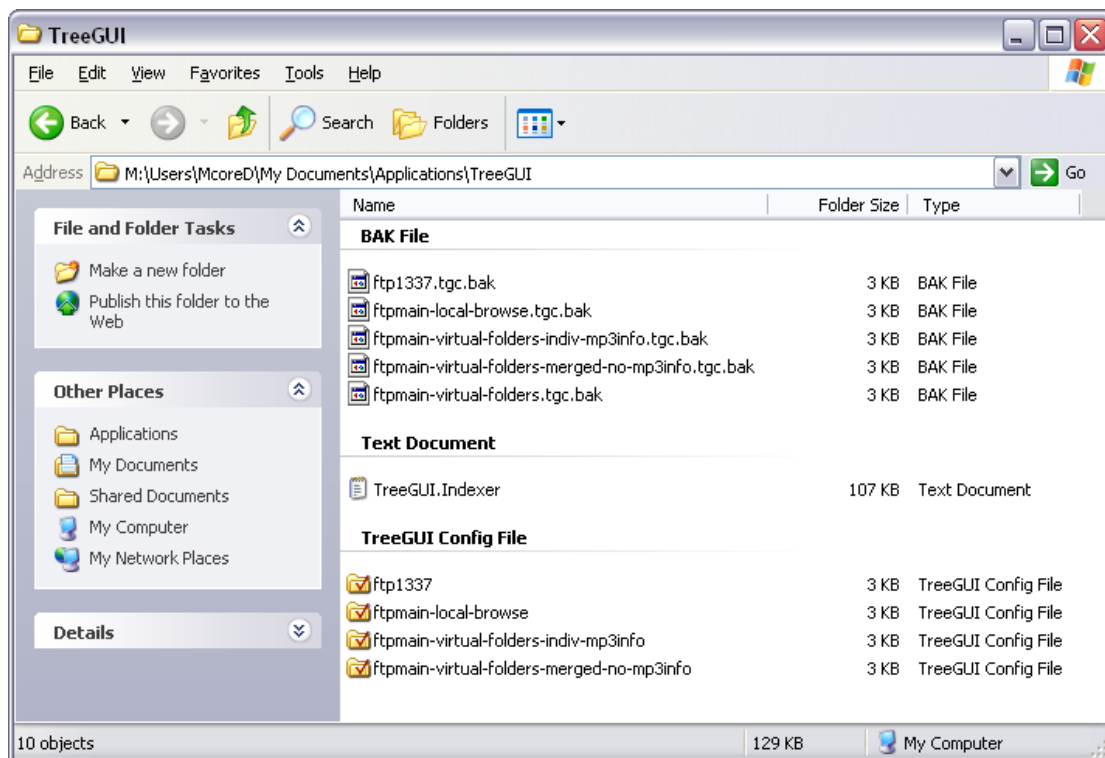 TreeGUI
File Edit View Favorites Tools Help
Back Search Folders
Address M:\Users\McoreD\My Documents\Applications\TreeGUI Go
File and Folder Tasks
Make a new folder
Publish this folder to the
Web
Other Places
Applications
My Documents
Shared Documents
My Computer
My Network Places
Details
Name Folder Size Type
BAK File
ftp1337.tgc.bak 3 KB BAK File
ftpmain-local-browse.tgc.bak 3 KB BAK File
ftpmain-virtual-folders-indiv-mp3info.tgc.bak 3 KB BAK File
ftpmain-virtual-folders-merged-no-mp3info.tgc.bak 3 KB BAK File
ftpmain-virtual-folders.tgc.bak 3 KB BAK File
Text Document
TreeGUI.Indexer 107 KB Text Document
TreeGUI Config File
ftp1337 3 KB TreeGUI Config File
ftpmain-local-browse 3 KB TreeGUI Config File
ftpmain-virtual-folders-indiv-mp3info 3 KB TreeGUI Config File
ftpmain-virtual-folders-merged-no-mp3info 3 KB TreeGUI Config File
10 objects 129 KB My Computer